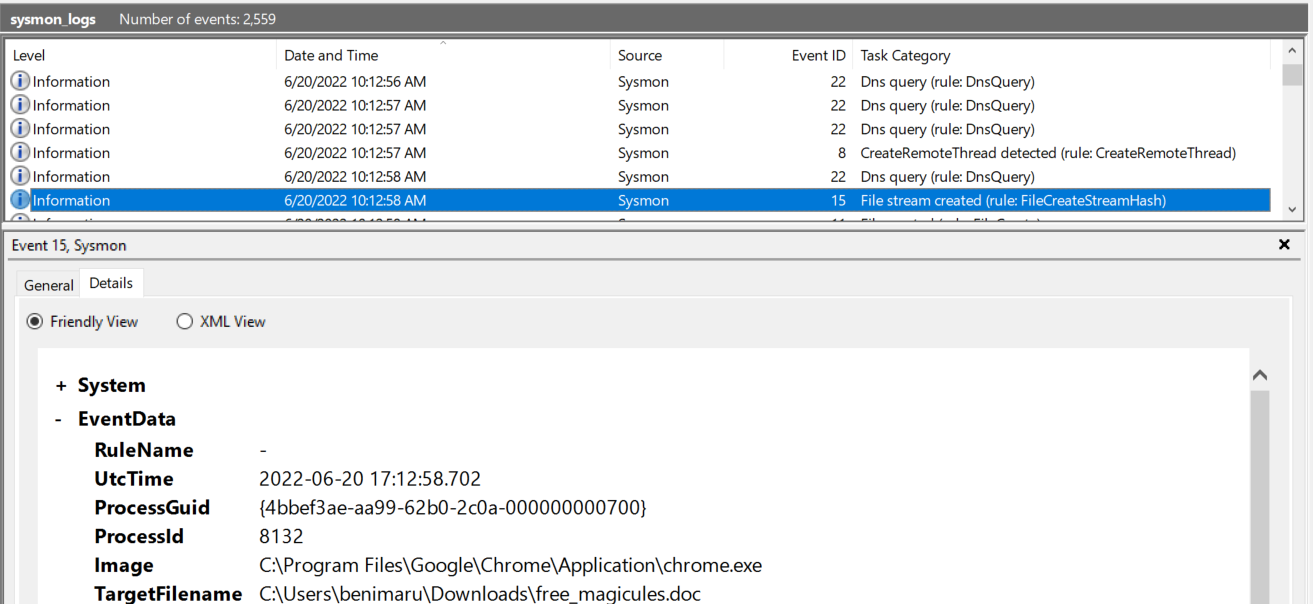 sysmon_logs Number of events: 2,559
Level Date and Time Source Event ID Task Category
Information 6/20/2022 10:12:56 AM Sysmon 22 Dns query (rule: DnsQuery)
Information 6/20/2022 10:12:57 AM Sysmon 22 Dns query (rule: DnsQuery)
Information 6/20/2022 10:12:57 AM Sysmon 22 Dns query (rule: DnsQuery)
Information 6/20/2022 10:12:57 AM Sysmon 8 CreateRemoteThread detected (rule: CreateRemoteThread)
Information 6/20/2022 10:12:58 AM Sysmon 22 Dns query (rule: DnsQuery)
Information 6/20/2022 10:12:58 AM Sysmon 15 File stream created (rule: FileCreateStreamHash)
Event 15, Sysmon
General Details
Friendly View XML View
+ System
- EventData
RuleName -
UtcTime 2022-06-20 17:12:58.702
ProcessGuid {4bbef3ae-aa99-62b0-2c0a-000000000700}
ProcessId 8132
Image C:\Program Files\Google\Chrome\Application\chrome.exe
TargetFilename C:\Users\benimaru\Downloads\free_magicules.doc